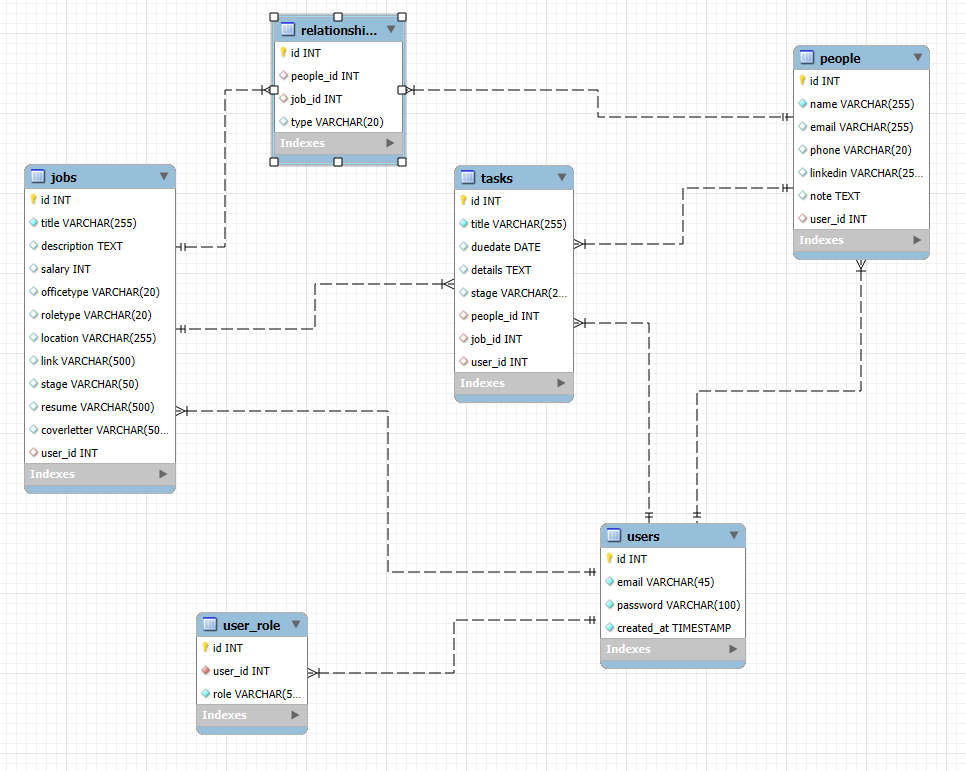 relationshi...
id INT
people_id INT
job_id INT
type VARCHAR(20)
Indexes
people
id INT
name VARCHAR(255)
email VARCHAR(255)
phone VARCHAR(20)
linkedin VARCHAR(25...
note TEXT
user_id INT
Indexes
jobs
id INT
title VARCHAR(255)
description TEXT
salary INT
officetype VARCHAR(20)
roletype VARCHAR(20)
location VARCHAR(255)
link VARCHAR(500)
stage VARCHAR(50)
resume VARCHAR(500)
coverletter VARCHAR(50...
user_id INT
Indexes
tasks
id INT
title VARCHAR(255)
duedate DATE
details TEXT
stage VARCHAR(2...
people_id INT
job_id INT
user_id INT
Indexes
users
id INT
email VARCHAR(45)
password VARCHAR(100)
created_at TIMESTAMP
Indexes
user_role
id INT
user_id INT
role VARCHAR(5...
Indexes